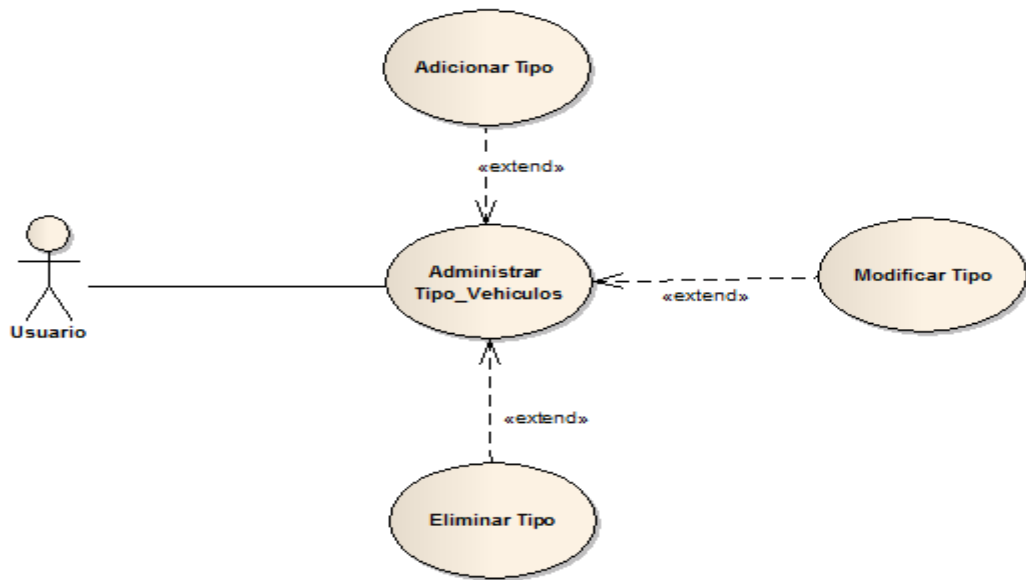 Adicionar Tipo
«extend»
Administrar
Tipo_Vehiculos
Modificar Tipo
«extend»
Usuario
«extend»
Eliminar Tipo